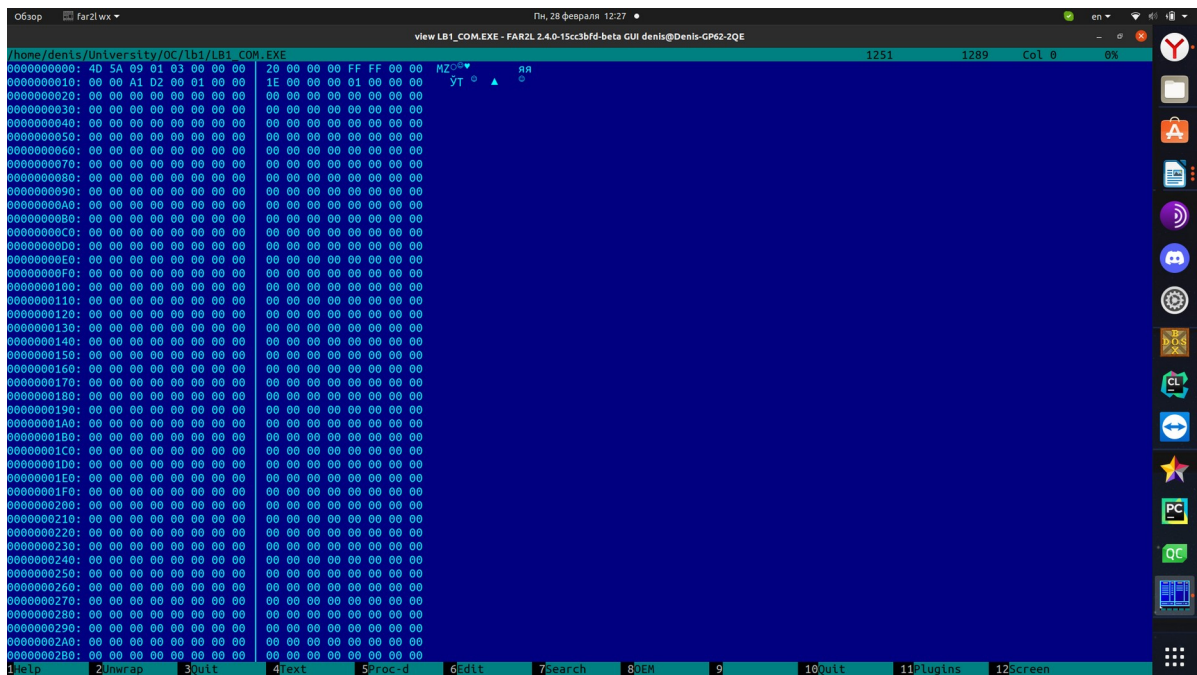 Обзор far2l wx Пн, 28 февраля 12:27 en
view LB1_COM.EXE - FAR2L 2.4.0-15cc3bfd-beta GUI denis@Denis-GP62-2QE
/home/denis/University/OC/lb1/LB1_COM.EXE 1251 1289 Col 0 0%
0000000000: 4D 5A 09 01 03 00 00 00 │ 20 00 00 00 FF FF 00 00 MZ○☺♥ яя
0000000010: 00 00 A1 D2 00 01 00 00 │ 1E 00 00 00 01 00 00 00 ЎТ ☺ ▲ ☺
0000000020: 00 00 00 00 00 00 00 00 │ 00 00 00 00 00 00 00 00
0000000030: 00 00 00 00 00 00 00 00 │ 00 00 00 00 00 00 00 00
0000000040: 00 00 00 00 00 00 00 00 │ 00 00 00 00 00 00 00 00
0000000050: 00 00 00 00 00 00 00 00 │ 00 00 00 00 00 00 00 00
0000000060: 00 00 00 00 00 00 00 00 │ 00 00 00 00 00 00 00 00
0000000070: 00 00 00 00 00 00 00 00 │ 00 00 00 00 00 00 00 00
0000000080: 00 00 00 00 00 00 00 00 │ 00 00 00 00 00 00 00 00
0000000090: 00 00 00 00 00 00 00 00 │ 00 00 00 00 00 00 00 00
00000000A0: 00 00 00 00 00 00 00 00 │ 00 00 00 00 00 00 00 00
00000000B0: 00 00 00 00 00 00 00 00 │ 00 00 00 00 00 00 00 00
00000000C0: 00 00 00 00 00 00 00 00 │ 00 00 00 00 00 00 00 00
00000000D0: 00 00 00 00 00 00 00 00 │ 00 00 00 00 00 00 00 00
00000000E0: 00 00 00 00 00 00 00 00 │ 00 00 00 00 00 00 00 00
00000000F0: 00 00 00 00 00 00 00 00 │ 00 00 00 00 00 00 00 00
0000000100: 00 00 00 00 00 00 00 00 │ 00 00 00 00 00 00 00 00
0000000110: 00 00 00 00 00 00 00 00 │ 00 00 00 00 00 00 00 00
0000000120: 00 00 00 00 00 00 00 00 │ 00 00 00 00 00 00 00 00
0000000130: 00 00 00 00 00 00 00 00 │ 00 00 00 00 00 00 00 00
0000000140: 00 00 00 00 00 00 00 00 │ 00 00 00 00 00 00 00 00
0000000150: 00 00 00 00 00 00 00 00 │ 00 00 00 00 00 00 00 00
0000000160: 00 00 00 00 00 00 00 00 │ 00 00 00 00 00 00 00 00
0000000170: 00 00 00 00 00 00 00 00 │ 00 00 00 00 00 00 00 00
0000000180: 00 00 00 00 00 00 00 00 │ 00 00 00 00 00 00 00 00
0000000190: 00 00 00 00 00 00 00 00 │ 00 00 00 00 00 00 00 00
00000001A0: 00 00 00 00 00 00 00 00 │ 00 00 00 00 00 00 00 00
00000001B0: 00 00 00 00 00 00 00 00 │ 00 00 00 00 00 00 00 00
00000001C0: 00 00 00 00 00 00 00 00 │ 00 00 00 00 00 00 00 00
00000001D0: 00 00 00 00 00 00 00 00 │ 00 00 00 00 00 00 00 00
00000001E0: 00 00 00 00 00 00 00 00 │ 00 00 00 00 00 00 00 00
00000001F0: 00 00 00 00 00 00 00 00 │ 00 00 00 00 00 00 00 00
0000000200: 00 00 00 00 00 00 00 00 │ 00 00 00 00 00 00 00 00
0000000210: 00 00 00 00 00 00 00 00 │ 00 00 00 00 00 00 00 00
0000000220: 00 00 00 00 00 00 00 00 │ 00 00 00 00 00 00 00 00
0000000230: 00 00 00 00 00 00 00 00 │ 00 00 00 00 00 00 00 00
0000000240: 00 00 00 00 00 00 00 00 │ 00 00 00 00 00 00 00 00
0000000250: 00 00 00 00 00 00 00 00 │ 00 00 00 00 00 00 00 00
0000000260: 00 00 00 00 00 00 00 00 │ 00 00 00 00 00 00 00 00
0000000270: 00 00 00 00 00 00 00 00 │ 00 00 00 00 00 00 00 00
0000000280: 00 00 00 00 00 00 00 00 │ 00 00 00 00 00 00 00 00
0000000290: 00 00 00 00 00 00 00 00 │ 00 00 00 00 00 00 00 00
00000002A0: 00 00 00 00 00 00 00 00 │ 00 00 00 00 00 00 00 00
00000002B0: 00 00 00 00 00 00 00 00 │ 00 00 00 00 00 00 00 00
1Help 2Unwrap 3Quit 4Text 5Proc-d 6Edit 7Search 8OEM 9 10Quit 11Plugins 12Screen
Y
A
DOS
BOX
CL
PC
QC